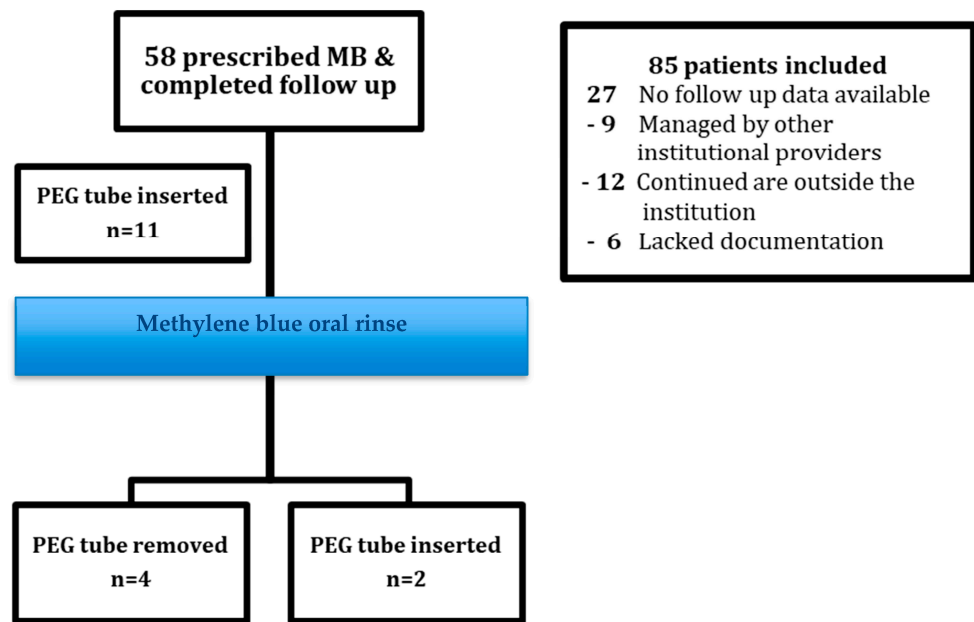 58 prescribed MB &
completed follow up
PEG tube inserted
n=11
Methylene blue oral rinse
PEG tube removed
n=4
PEG tube inserted
n=2
85 patients included
27 No follow up data available
- 9 Managed by other
institutional providers
- 12 Continued are outside the
institution
- 6 Lacked documentation